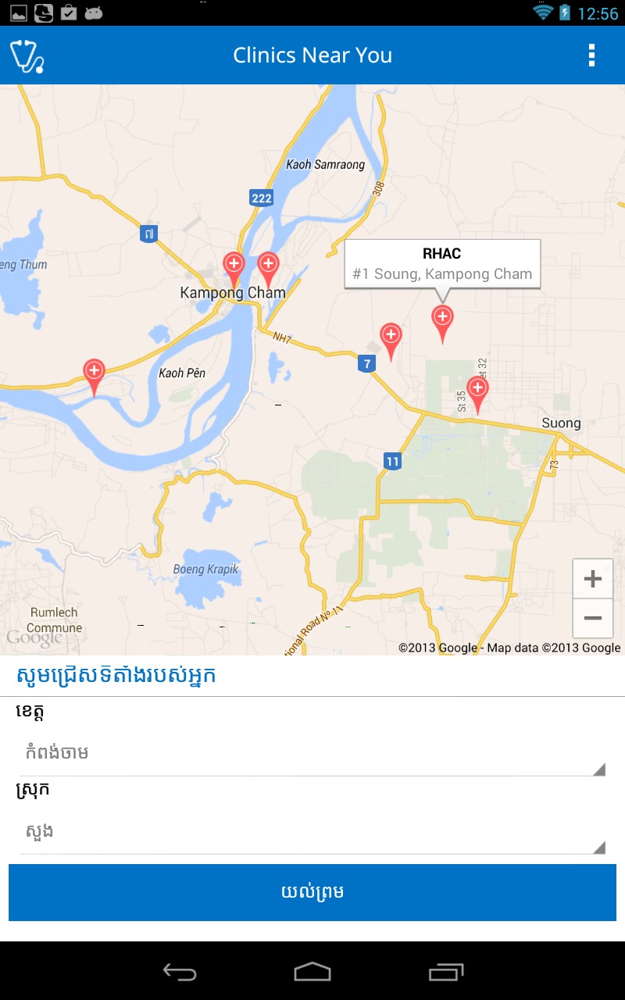 12:56
Clinics Near You
Kaoh Samraong
308
222
៧
eng Thum
RHAC
#1 Soung, Kampong Cham
Kampong Cham
NH7
7
Kaoh Pên
et 32
St 35
Suong
11
73
Boeng Krapik
Rumlech
Commune
Google
tional Road Nº 11
©2013 Google - Map data ©2013 Google
សូមជ្រើសទីតាំងរបស់អ្នក
ខេត្ត
កំពង់ចាម
ស្រុក
សួង
យល់ព្រម